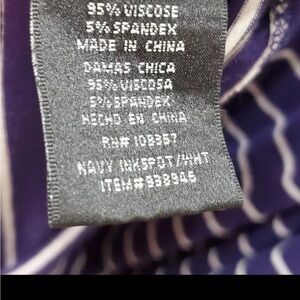 95% VISCOSE
5% SPANDEX
MADE IN CHINA
DAMAS CHICA
95% VISCOSA
5% SPANDEX
HECHO EN CHINA
RN# 108357
NAVY INKSPOT/WHT
ITEM#938946